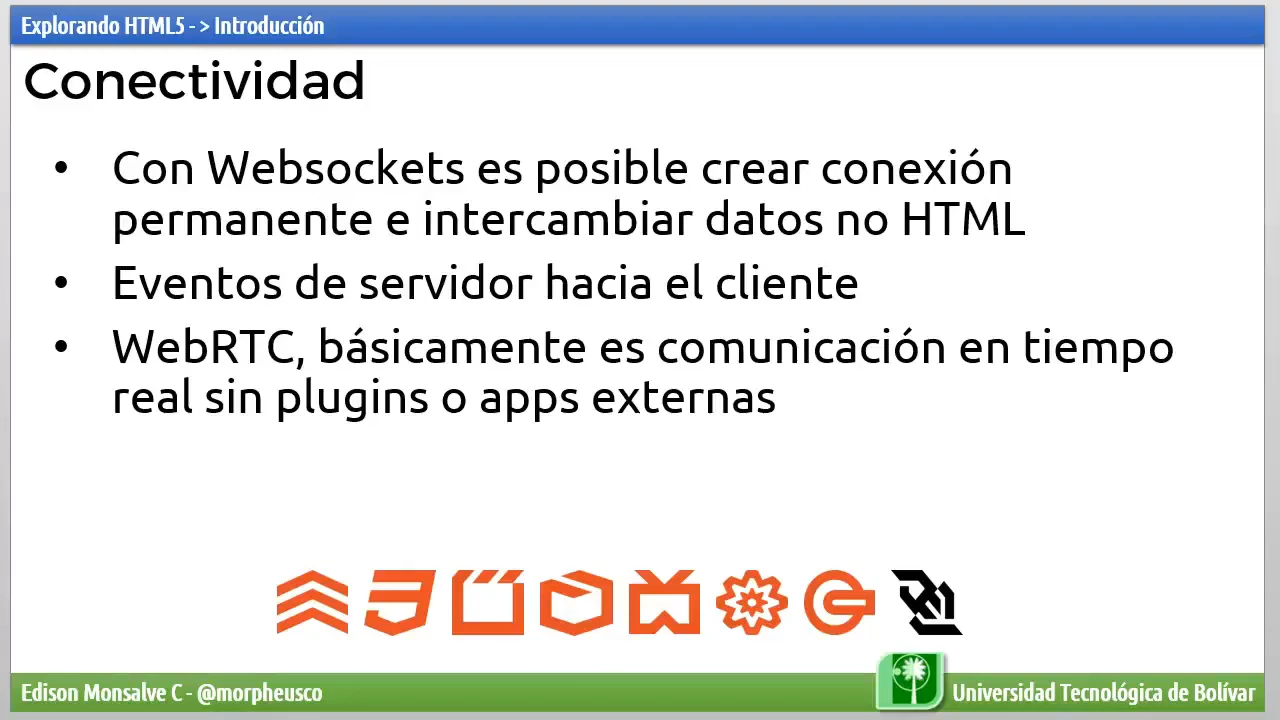 Explorando HTML5 - > Introducción
Conectividad
• Con Websockets es posible crear conexión
permanente e intercambiar datos no HTML
• Eventos de servidor hacia el cliente
• WebRTC, básicamente es comunicación en tiempo
real sin plugins o apps externas
Edison Monsalve C - @morpheusco
Universidad Tecnológica de Bolívar